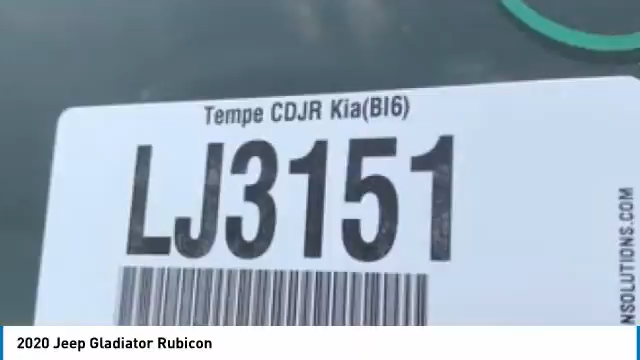 Tempe CDJR Kia(BI6)
LJ3151
NSOLUTIONS.COM
2020 Jeep Gladiator Rubicon